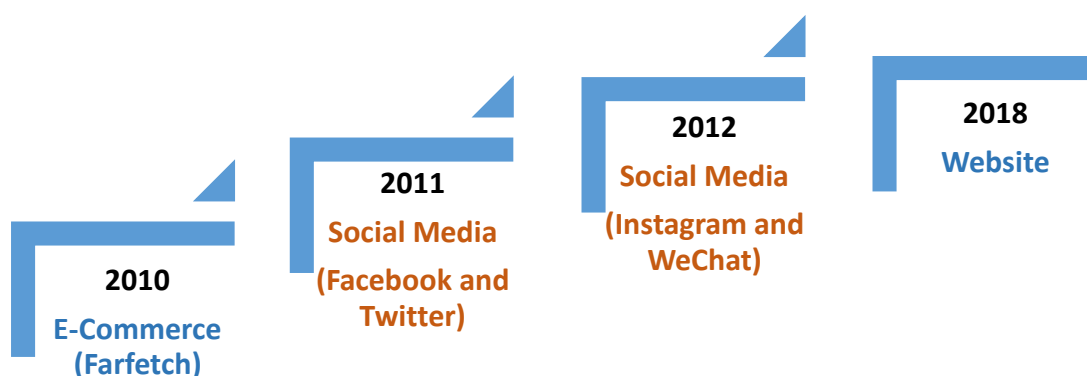 2010
E-Commerce
(Farfetch)
2011
Social Media
(Facebook and
Twitter)
2012
Social Media
(Instagram and
WeChat)
2018
Website